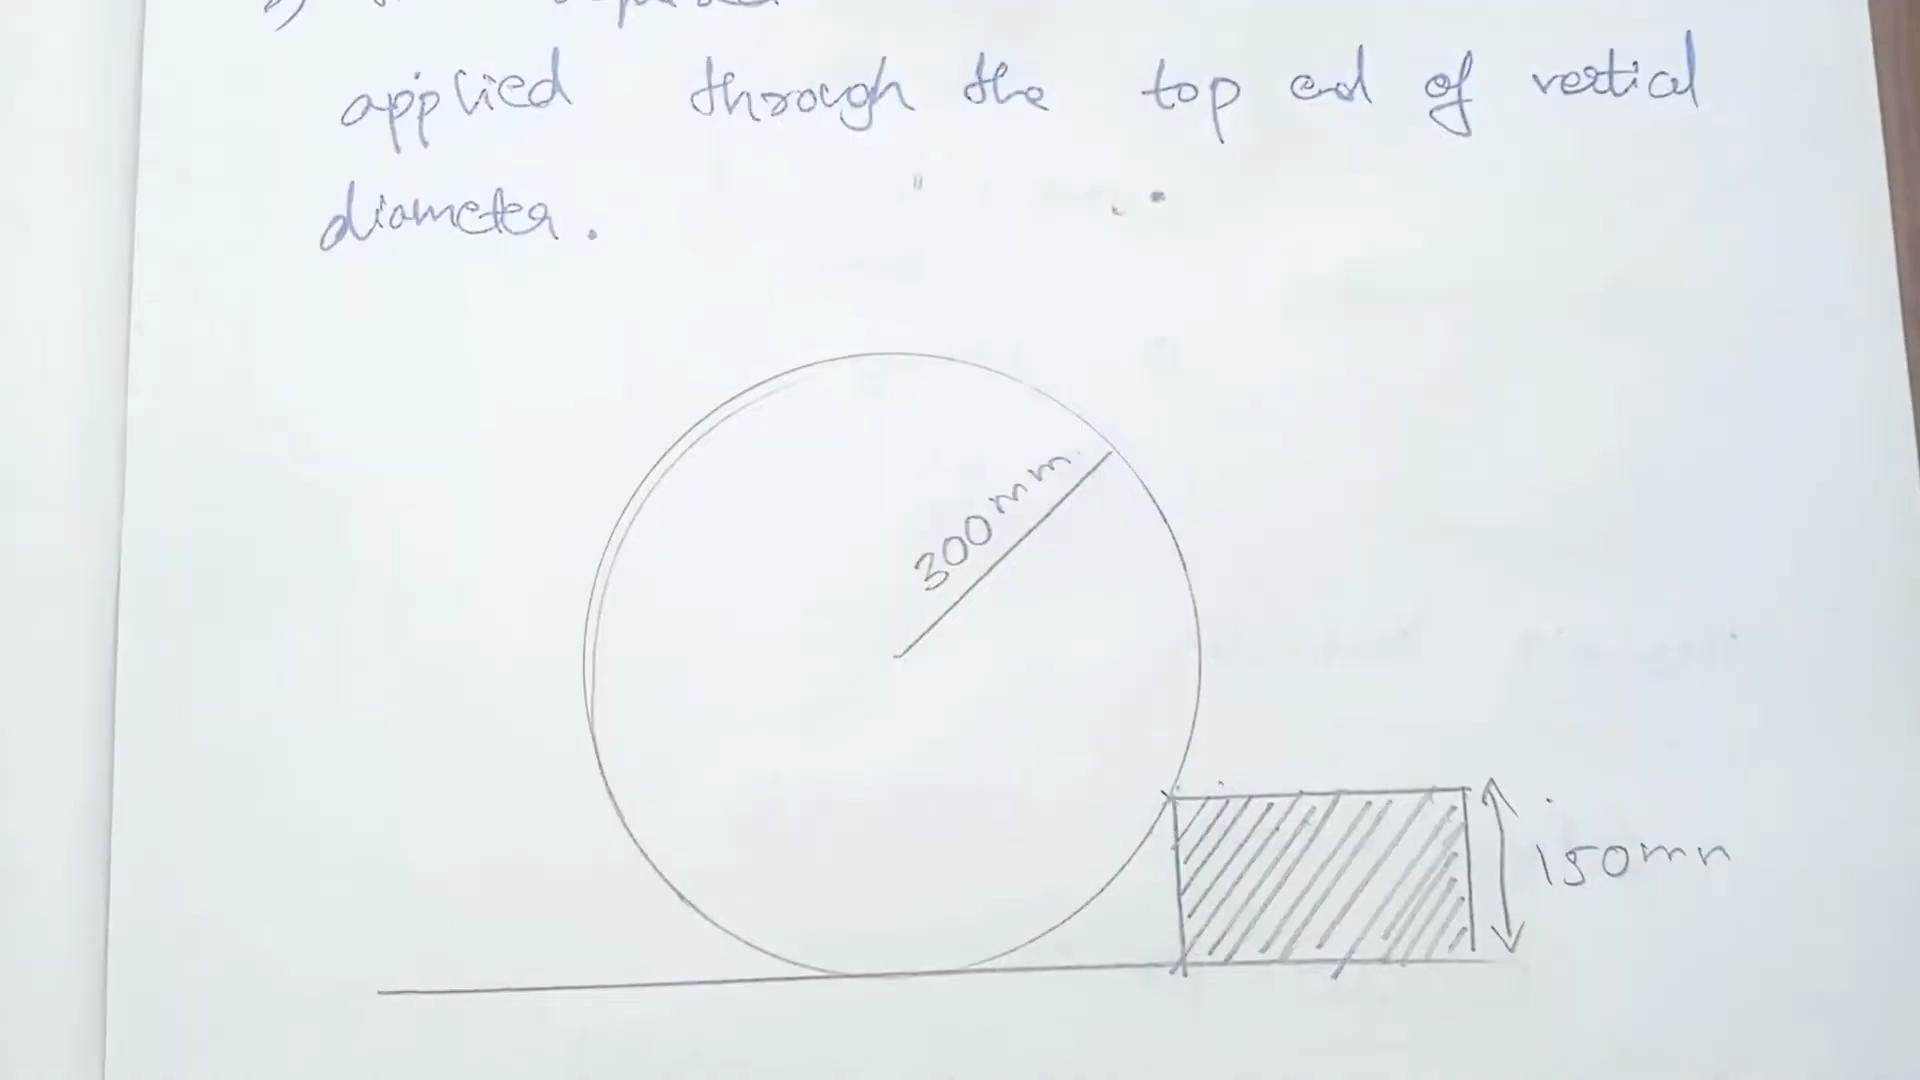 applied through the top end of vertical
diameter.
300mm
150mm